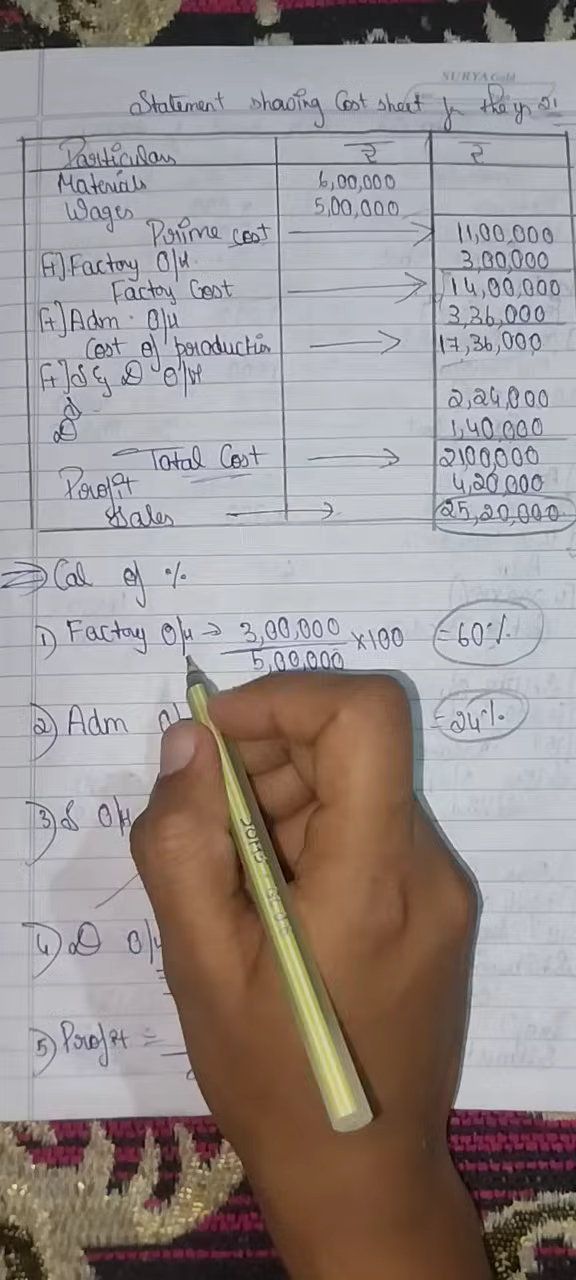 SURYA Gold
Statement showing Cost sheet for the yr 21
Particulars ₹ ₹
Materials 6,00,000
Wages 5,00,000
Prime cost 11,00,000
[+] Factory O/H 3,00,000
Factory Cost 14,00,000
[+] Adm. O/H 3,36,000
Cost of production 17,36,000
[+] S & D O/H
S 2,24,000
D 1,40,000
Total Cost 2100,000
Profit 4,20,000
Sales 25,20,000
Cal of %
1) Factory O/H → 3,00,000 / 5,00,000 ×100 = 60%
2) Adm = 24%
3) S O/H
4) D O/H
5) Profit =